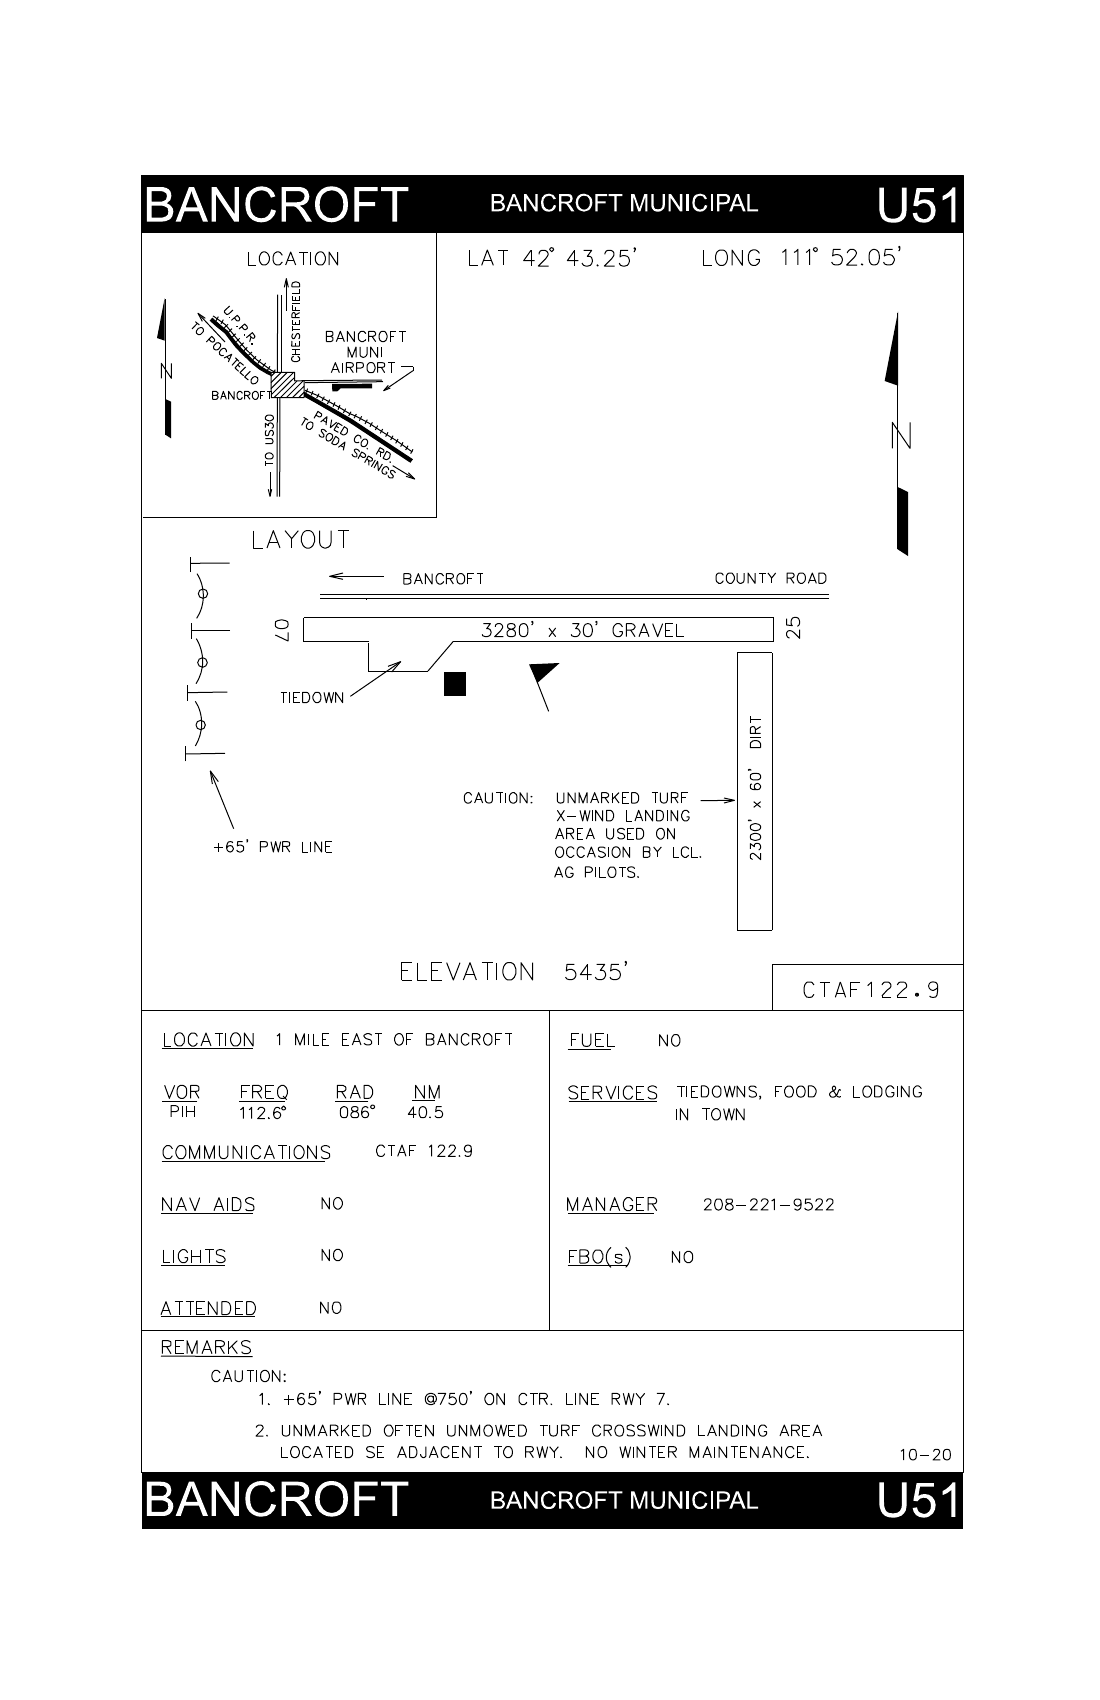 BANCROFT BANCROFT MUNICIPAL U51
LOCATION
LAT 42° 43.25' LONG 111° 52.05'
CHESTERFIELD
U.P.P.R.
TO POCATELLO
BANCROFT
MUNI
AIRPORT
N
BANCROFT
TO US30
PAVED CO. RD.
TO SODA SPRINGS
N
LAYOUT
BANCROFT COUNTY ROAD
07 3280' x 30' GRAVEL 25
TIEDOWN
2300' x 60' DIRT
CAUTION: UNMARKED TURF
X-WIND LANDING
AREA USED ON
OCCASION BY LCL.
AG PILOTS.
+65' PWR LINE
ELEVATION 5435'
CTAF122.9
LOCATION 1 MILE EAST OF BANCROFT
VOR FREQ RAD NM
PIH 112.6° 086° 40.5
COMMUNICATIONS CTAF 122.9
NAV AIDS NO
LIGHTS NO
ATTENDED NO
FUEL NO
SERVICES TIEDOWNS, FOOD & LODGING
IN TOWN
MANAGER 208-221-9522
FBO(s) NO
REMARKS
CAUTION:
1. +65' PWR LINE @750' ON CTR. LINE RWY 7.
2. UNMARKED OFTEN UNMOWED TURF CROSSWIND LANDING AREA
LOCATED SE ADJACENT TO RWY. NO WINTER MAINTENANCE.
10-20
BANCROFT BANCROFT MUNICIPAL U51